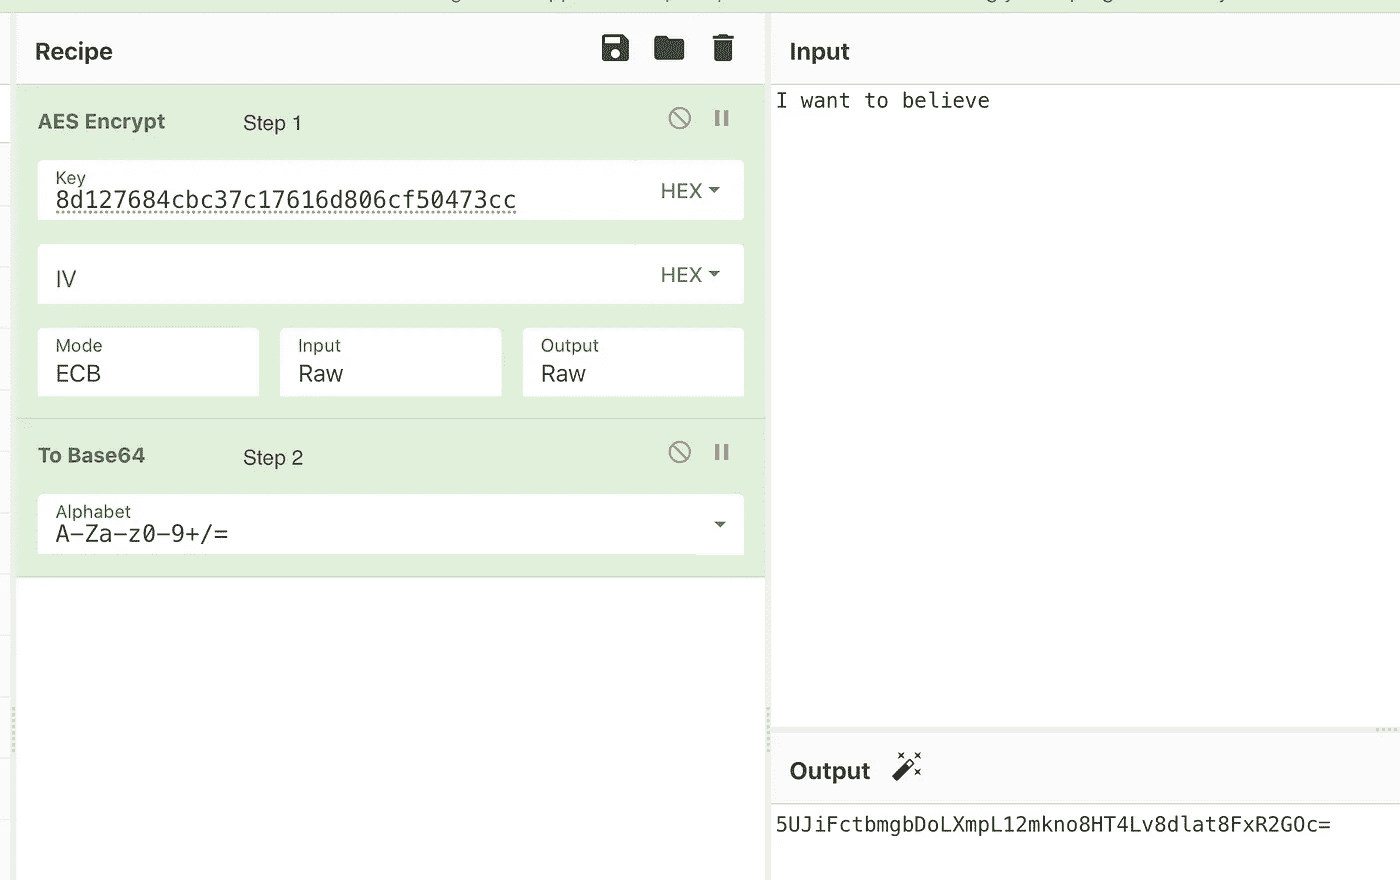 Recipe
AES Encrypt Step 1
Key
8d127684cbc37c17616d806cf50473cc
HEX
IV
HEX
Mode
ECB
Input
Raw
Output
Raw
To Base64 Step 2
Alphabet
A-Za-z0-9+/=
Input
I want to believe
Output
5UJiFctbmgbDoLXmpL12mkno8HT4Lv8dlat8FxR2GOc=